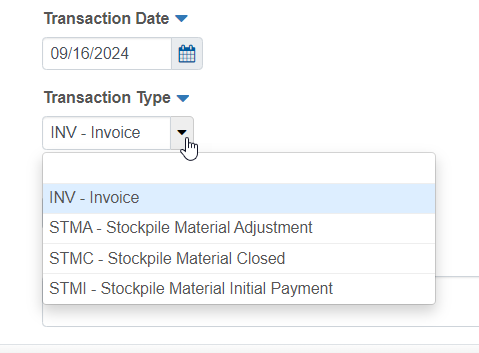 Transaction Date
09/16/2024
Transaction Type
INV - Invoice
INV - Invoice
STMA - Stockpile Material Adjustment
STMC - Stockpile Material Closed
STMI - Stockpile Material Initial Payment